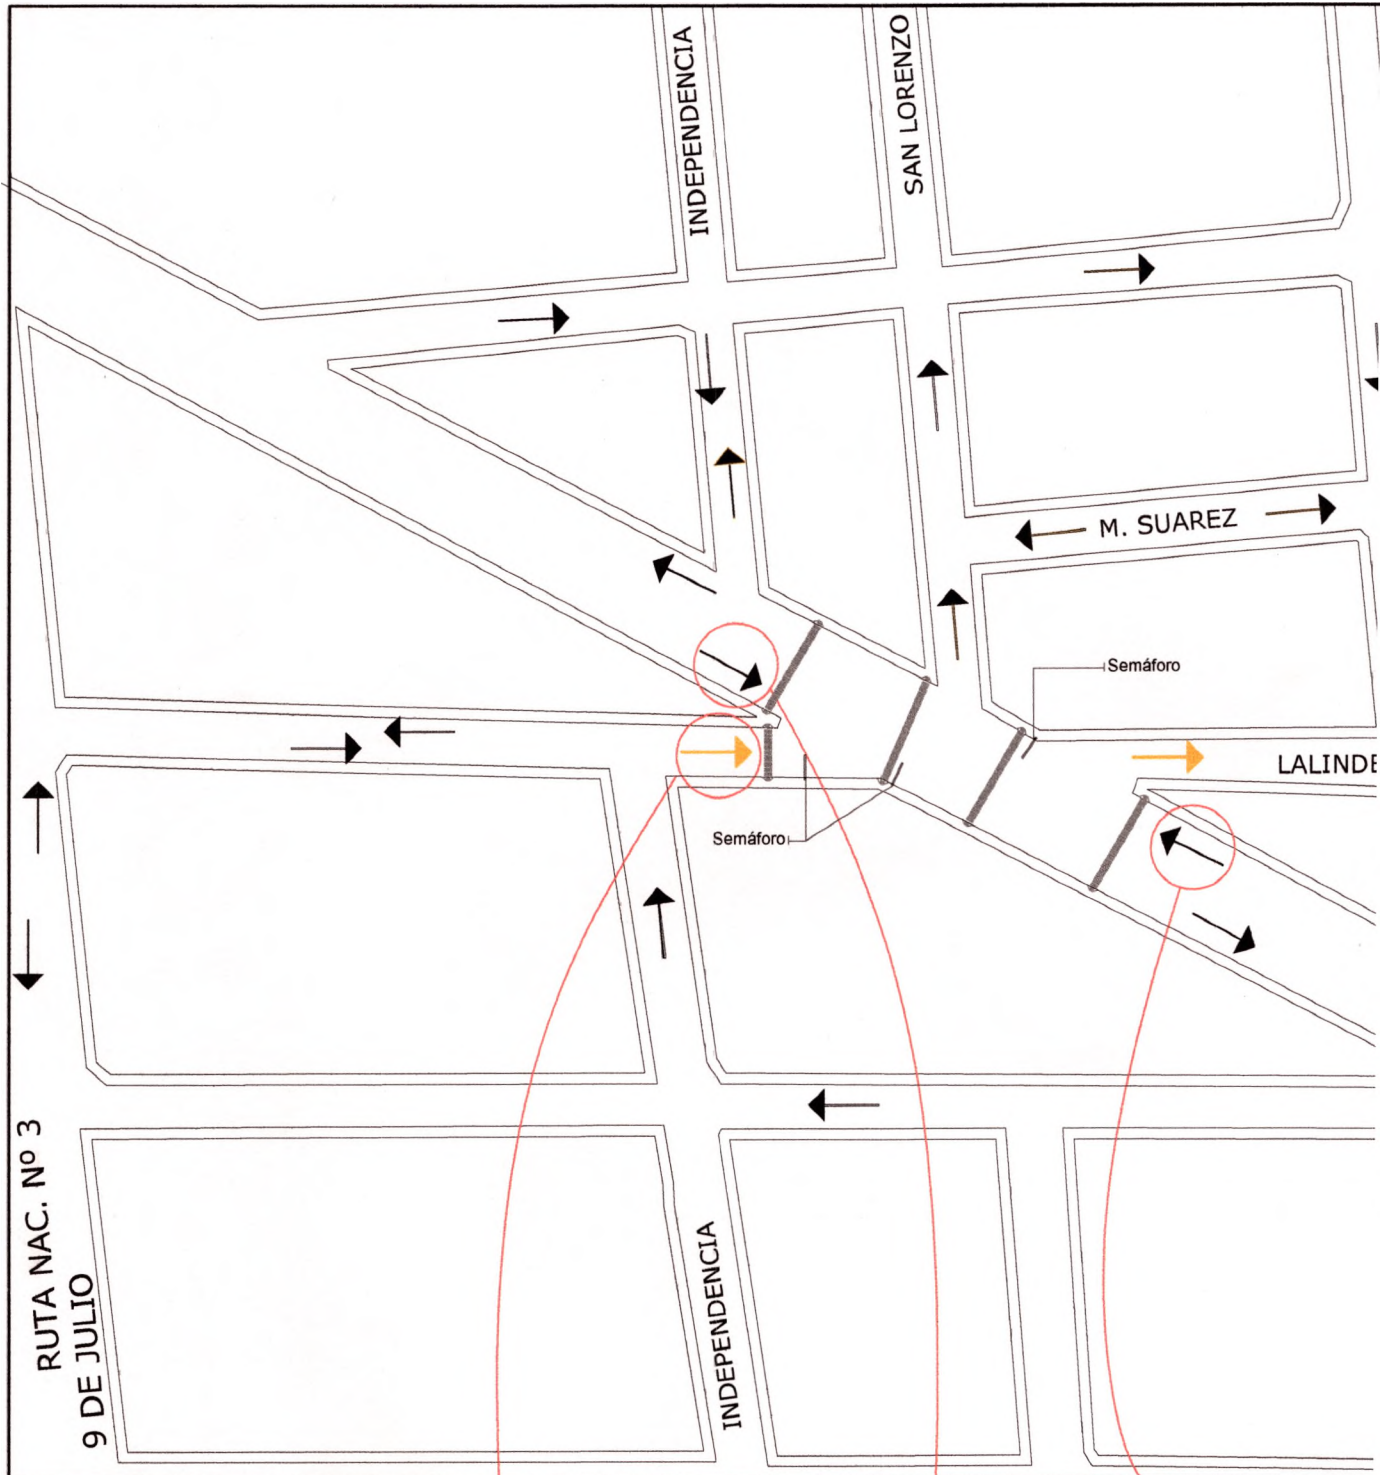 INDEPENDENCIA
SAN LORENZO
M. SUAREZ
Semáforo
LALINDE
Semáforo
RUTA NAC. Nº 3
9 DE JULIO
INDEPENDENCIA